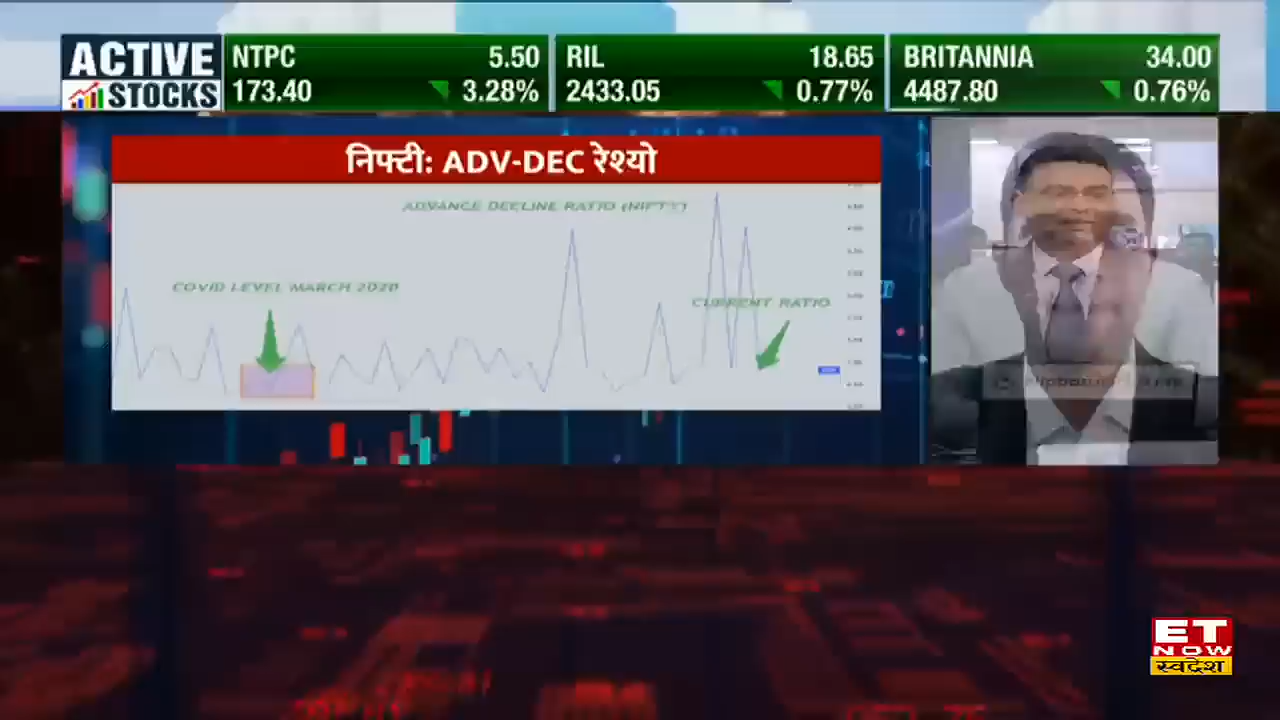 ACTIVE STOCKS
NTPC 5.50
173.40 3.28%
RIL 18.65
2433.05 0.77%
BRITANNIA 34.00
4487.80 0.76%
निफ्टी: ADV-DEC रेश्यो
ADVANCE DECLINE RATIO (NIFTY)
COVID LEVEL MARCH 2020
CURRENT RATIO
ET
NOW
स्वदेश